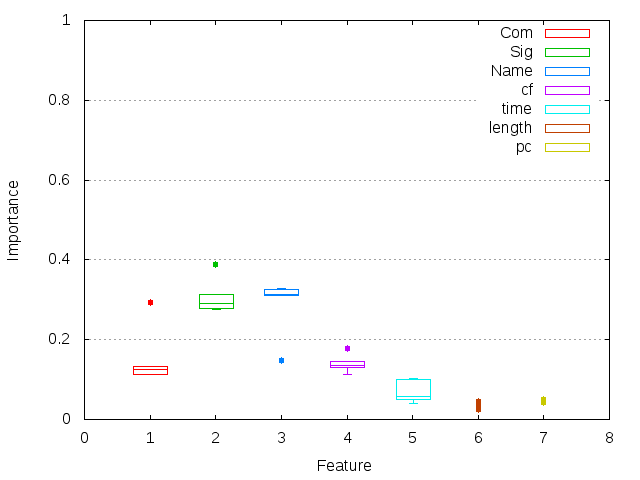 1
0.8
0.6
0.4
0.2
0
0 1 2 3 4 5 6 7 8
Importance
Feature
Com
Sig
Name
cf
time
length
pc